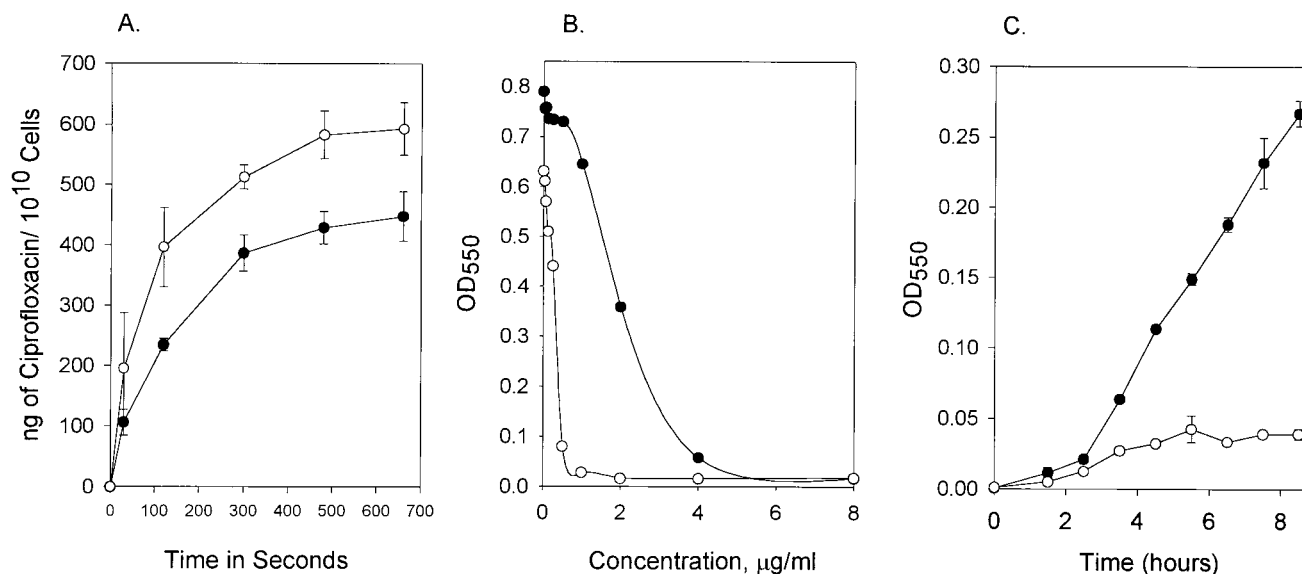 A.
700
600
500
400
300
200
100
0
0 100 200 300 400 500 600 700
ng of Ciprofloxacin/ 10¹⁰ Cells
Time in Seconds
B.
0.8
0.7
0.6
0.5
0.4
0.3
0.2
0.1
0.0
0 2 4 6 8
OD550
Concentration, μg/ml
C.
0.30
0.25
0.20
0.15
0.10
0.05
0.00
0 2 4 6 8
OD550
Time (hours)